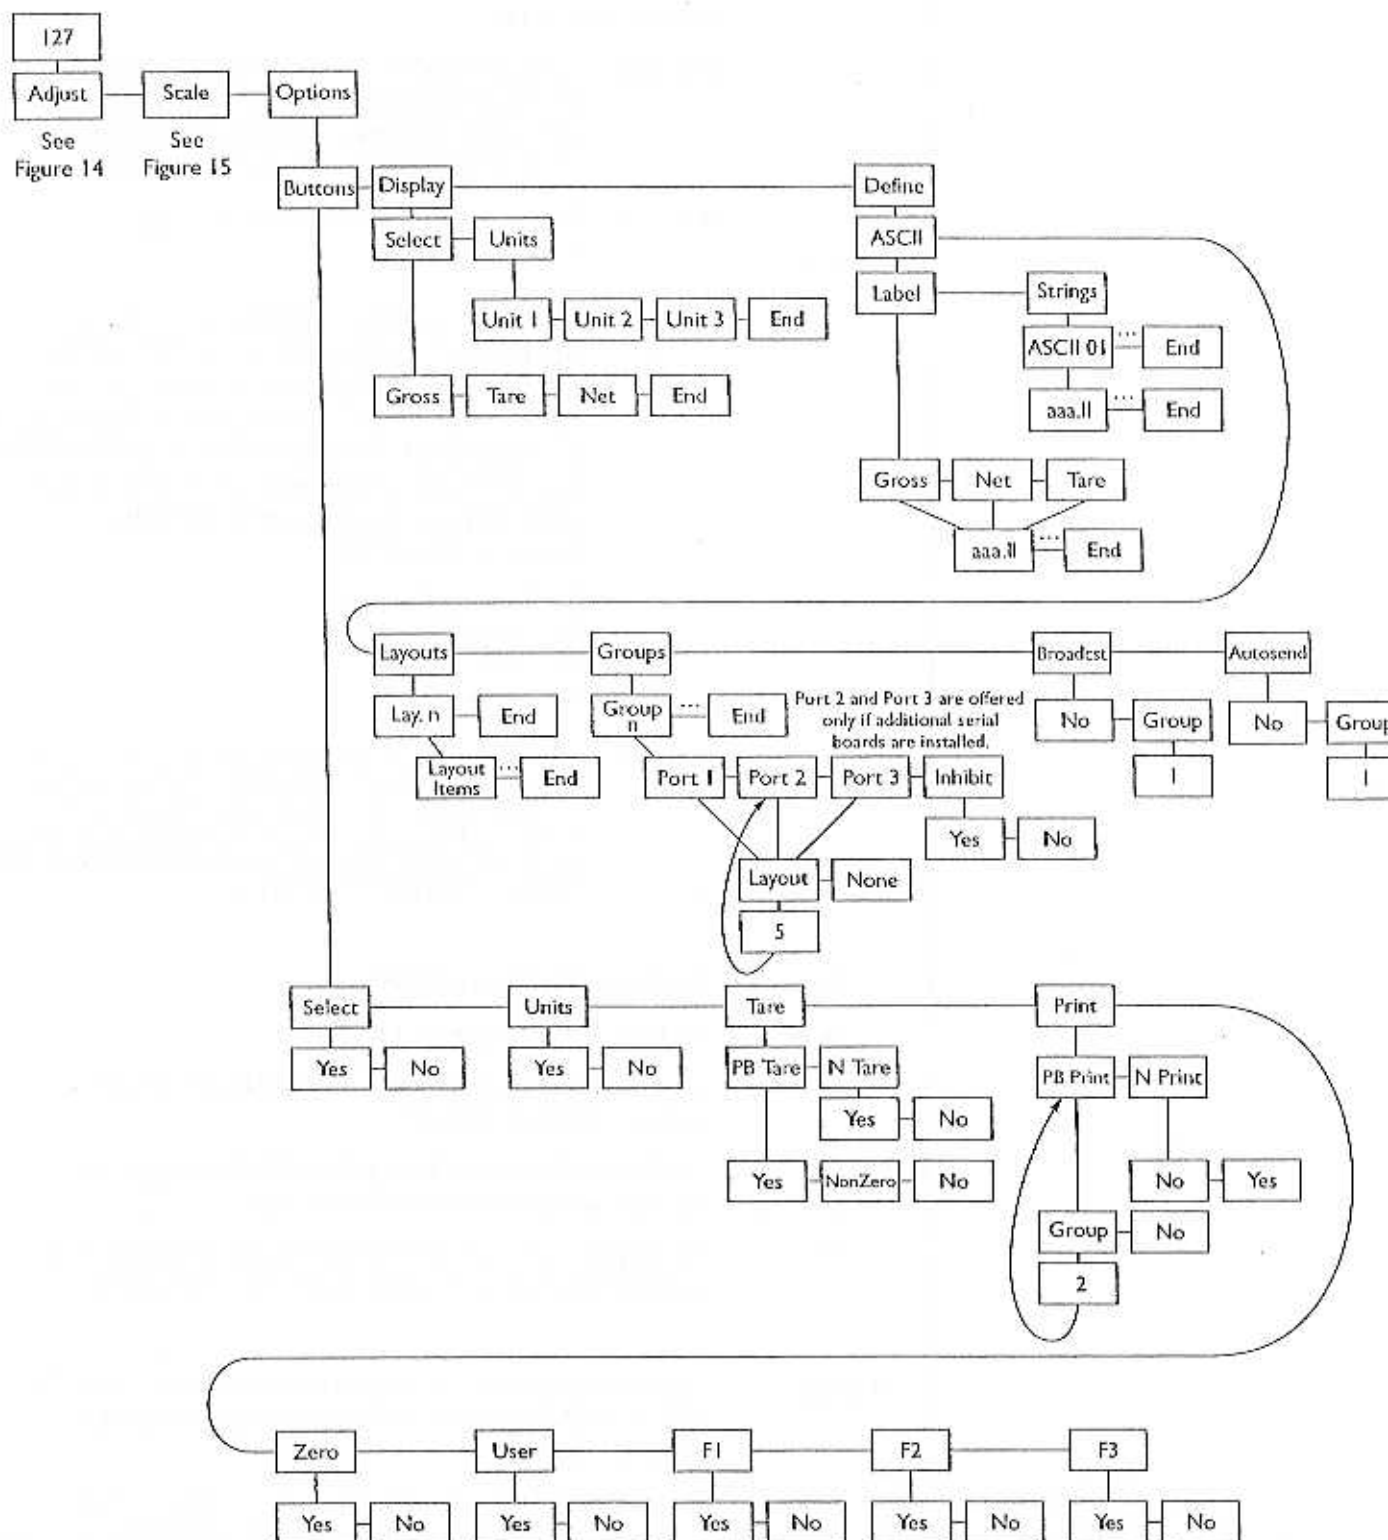 127
Adjust Scale Options
See
Figure 14
See
Figure 15
Buttons Display Define
Select Units ASCII
Label Strings
Unit 1 Unit 2 Unit 3 End
ASCII 01 ... End
Gross Tare Net End
aaa.ll ... End
Gross Net Tare
aaa.ll ... End
Layouts Groups Broadcst Autosend
Lay. n End
Group
n
... End
Port 2 and Port 3 are offered
only if additional serial
boards are installed.
No Group No Group
1 1
Layout
Items
... End
Port 1 Port 2 Port 3 Inhibit
Yes No
Layout None
5
Select Units Tare Print
Yes No Yes No PB Tare N Tare PB Print N Print
Yes No
Yes NonZero No No Yes
Group No
2
Zero User F1 F2 F3
Yes No Yes No Yes No Yes No Yes No